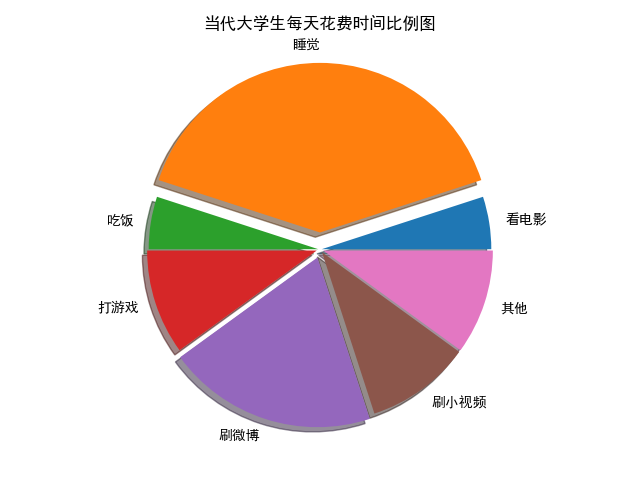 当代大学生每天花费时间比例图
睡觉
吃饭
看电影
打游戏
其他
刷小视频
刷微博